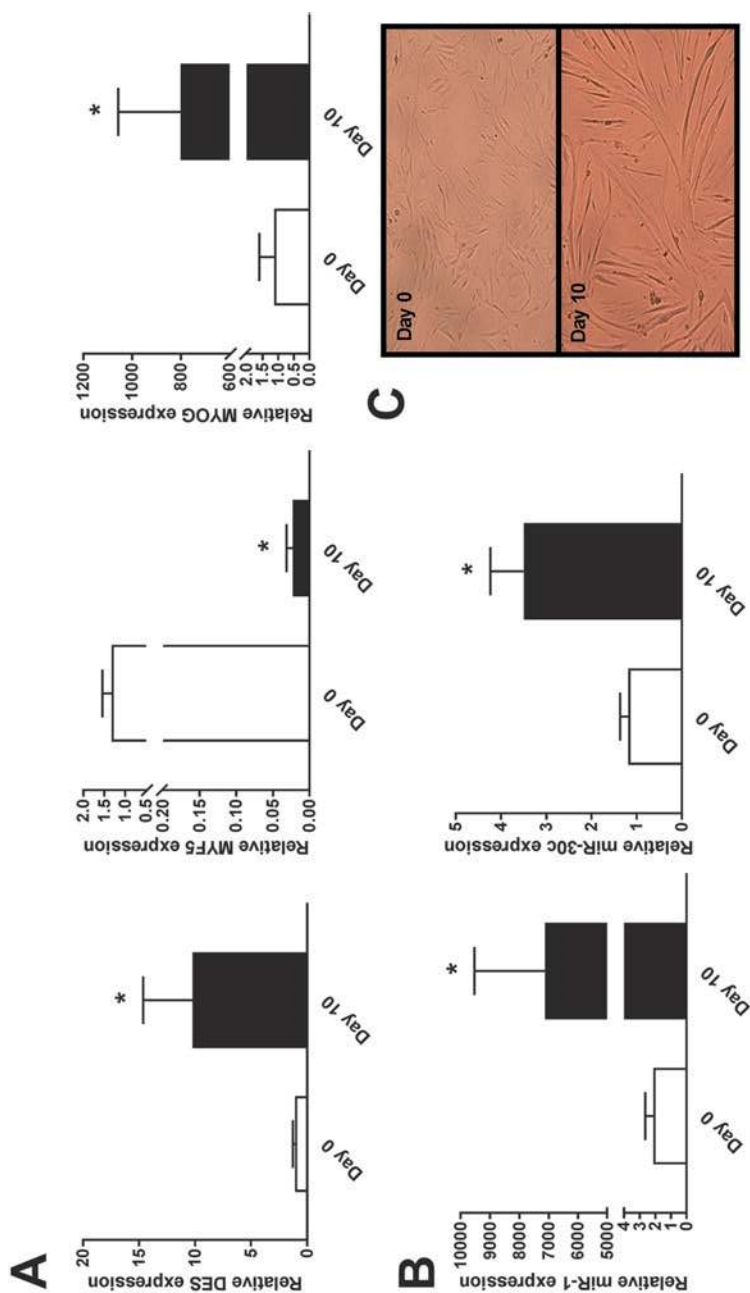 A
Relative DES expression
20
15
10
5
0
Day 0
Day 10
*
Relative MYF5 expression
2.0
1.5
1.0
0.5
0.20
0.15
0.10
0.05
0.00
Day 0
Day 10
*
Relative MYOG expression
1200
1000
800
600
2.0
1.5
1.0
0.5
0.0
Day 0
Day 10
*
B
Relative miR-1 expression
10000
9000
8000
7000
6000
5000
4
3
2
1
0
Day 0
Day 10
*
Relative miR-30c expression
5
4
3
2
1
0
Day 0
Day 10
*
C
Day 0
Day 10